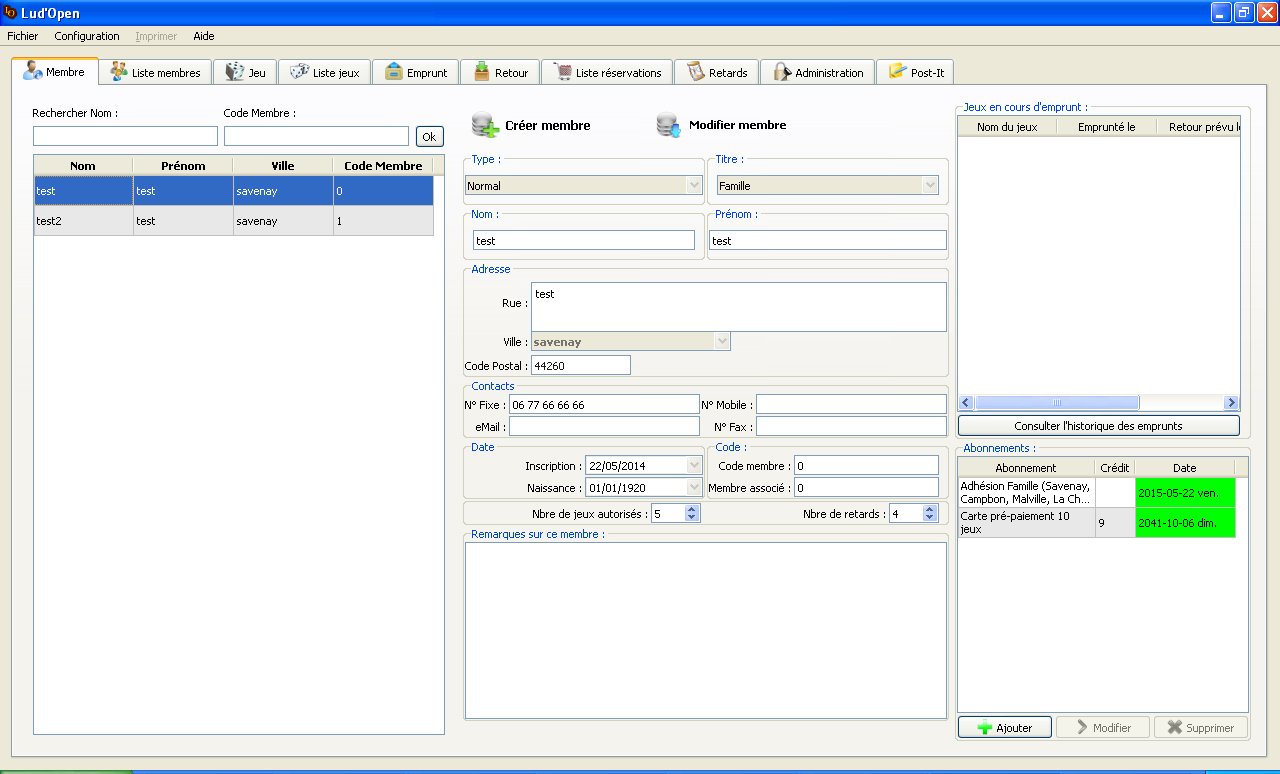 Lud'Open
Fichier Configuration Imprimer Aide
Membre Liste membres Jeu Liste jeux Emprunt Retour Liste réservations Retards Administration Post-It
Rechercher Nom : Code Membre :
Ok
Nom Prénom Ville Code Membre
test test savenay 0
test2 test savenay 1
Créer membre Modifier membre
Type : Titre :
Normal Famille
Nom : Prénom :
test test
Adresse
Rue : test
Ville : savenay
Code Postal : 44260
Contacts
N° Fixe : 06 77 66 66 66 N° Mobile :
eMail : N° Fax :
Date Code :
Inscription : 22/05/2014 Code membre : 0
Naissance : 01/01/1920 Membre associé : 0
Nbre de jeux autorisés : 5 Nbre de retards : 4
Remarques sur ce membre :
Jeux en cours d'emprunt :
Nom du jeux Emprunté le Retour prévu l
Consulter l'historique des emprunts
Abonnements :
Abonnement Crédit Date
Adhésion Famille (Savenay,
Campbon, Malville, La Ch... 2015-05-22 ven.
Carte pré-paiement 10
jeux 9 2041-10-06 dim.
Ajouter Modifier Supprimer